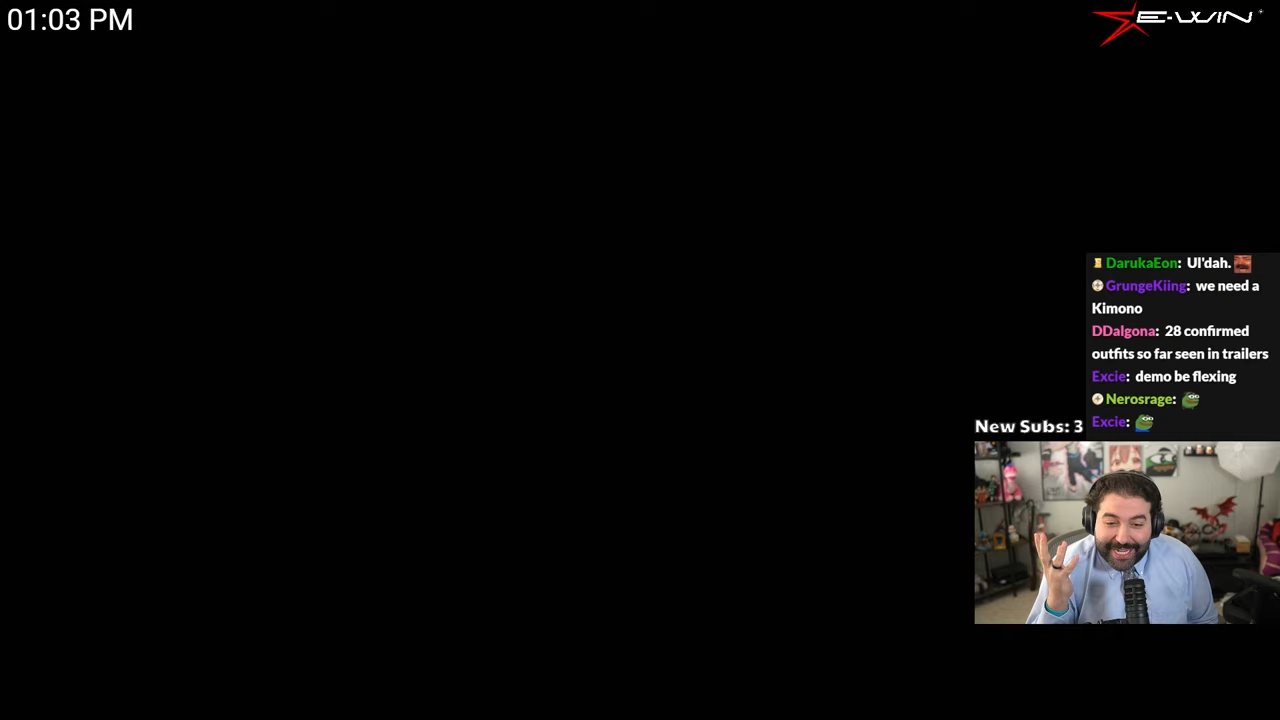 01:03 PM
E-WIN
DarukaEon: Ul'dah.
GrungeKiing: we need a
Kimono
DDalgona: 28 confirmed
outfits so far seen in trailers
Excie: demo be flexing
Nerosrage:
Excie:
New Subs: 3